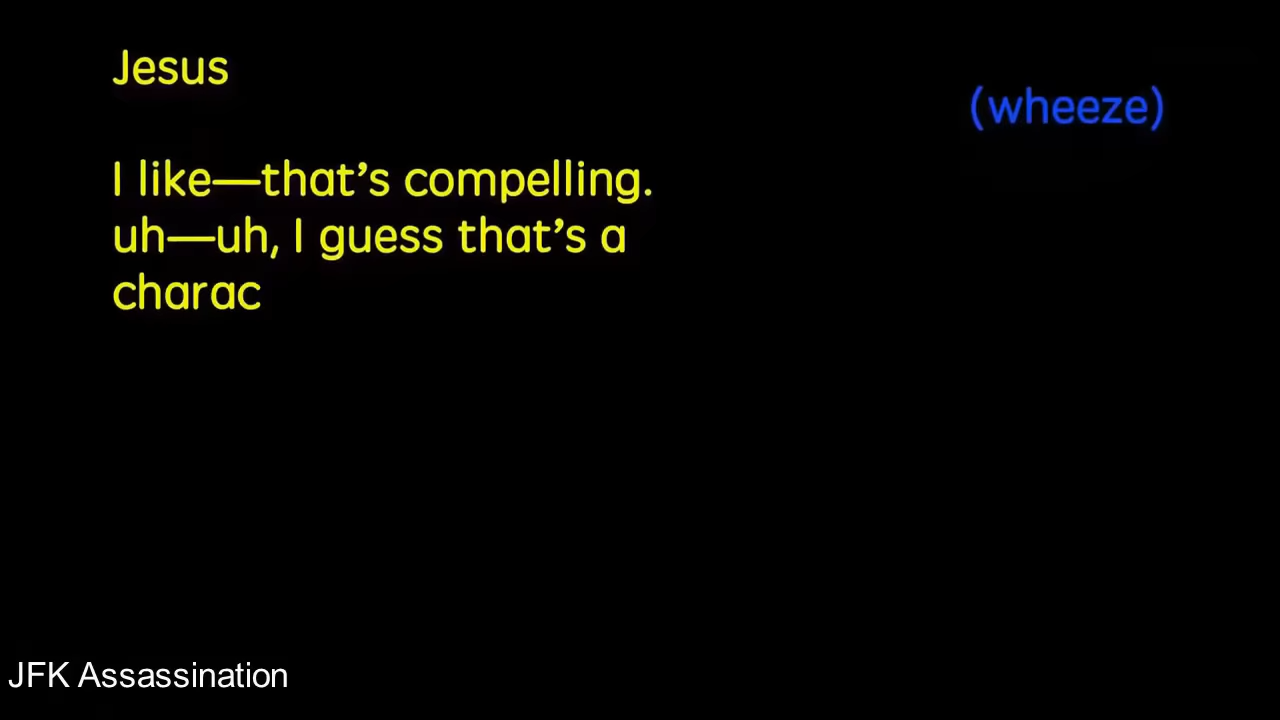 Jesus
(wheeze)
I like—that’s compelling.
uh—uh, I guess that’s a
charac
JFK Assassination